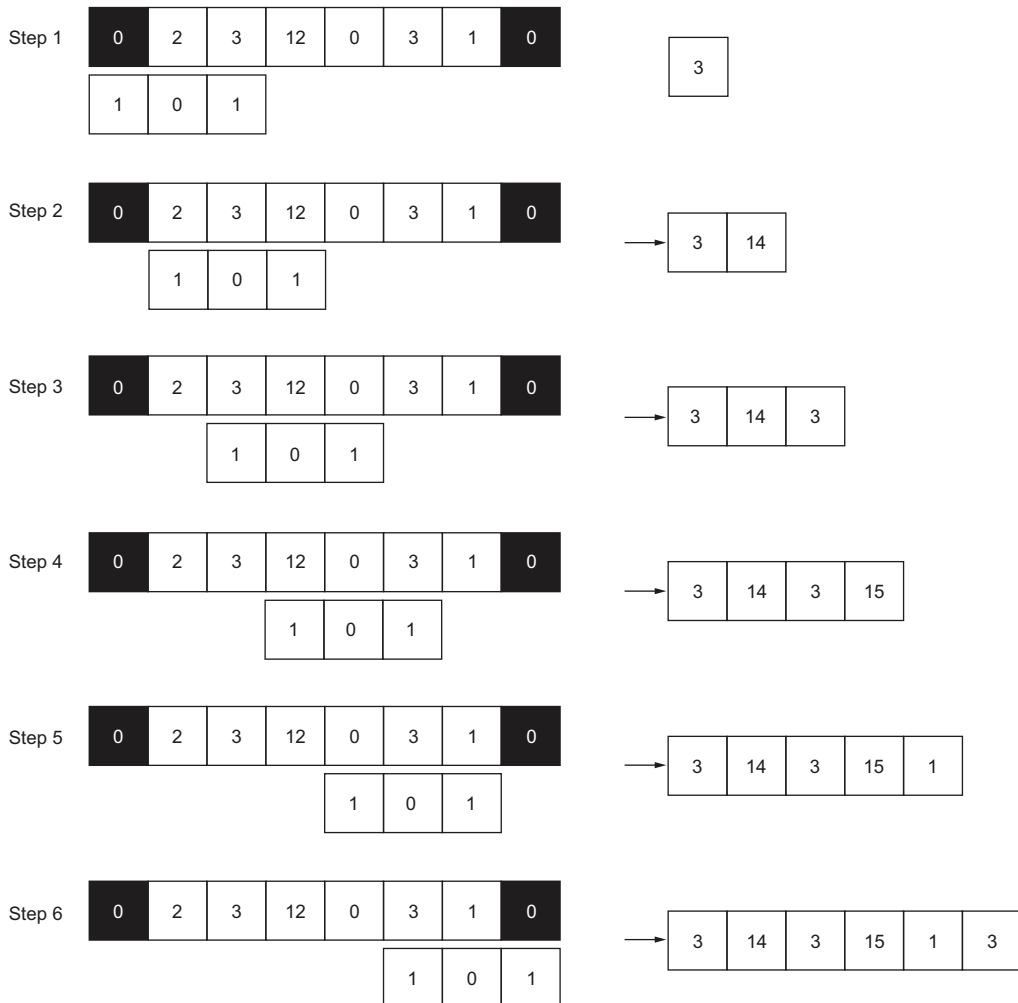 Step 1 0 2 3 12 0 3 1 0
3
1 0 1
Step 2 0 2 3 12 0 3 1 0
3 14
1 0 1
Step 3 0 2 3 12 0 3 1 0
3 14 3
1 0 1
Step 4 0 2 3 12 0 3 1 0
3 14 3 15
1 0 1
Step 5 0 2 3 12 0 3 1 0
3 14 3 15 1
1 0 1
Step 6 0 2 3 12 0 3 1 0
3 14 3 15 1 3
1 0 1